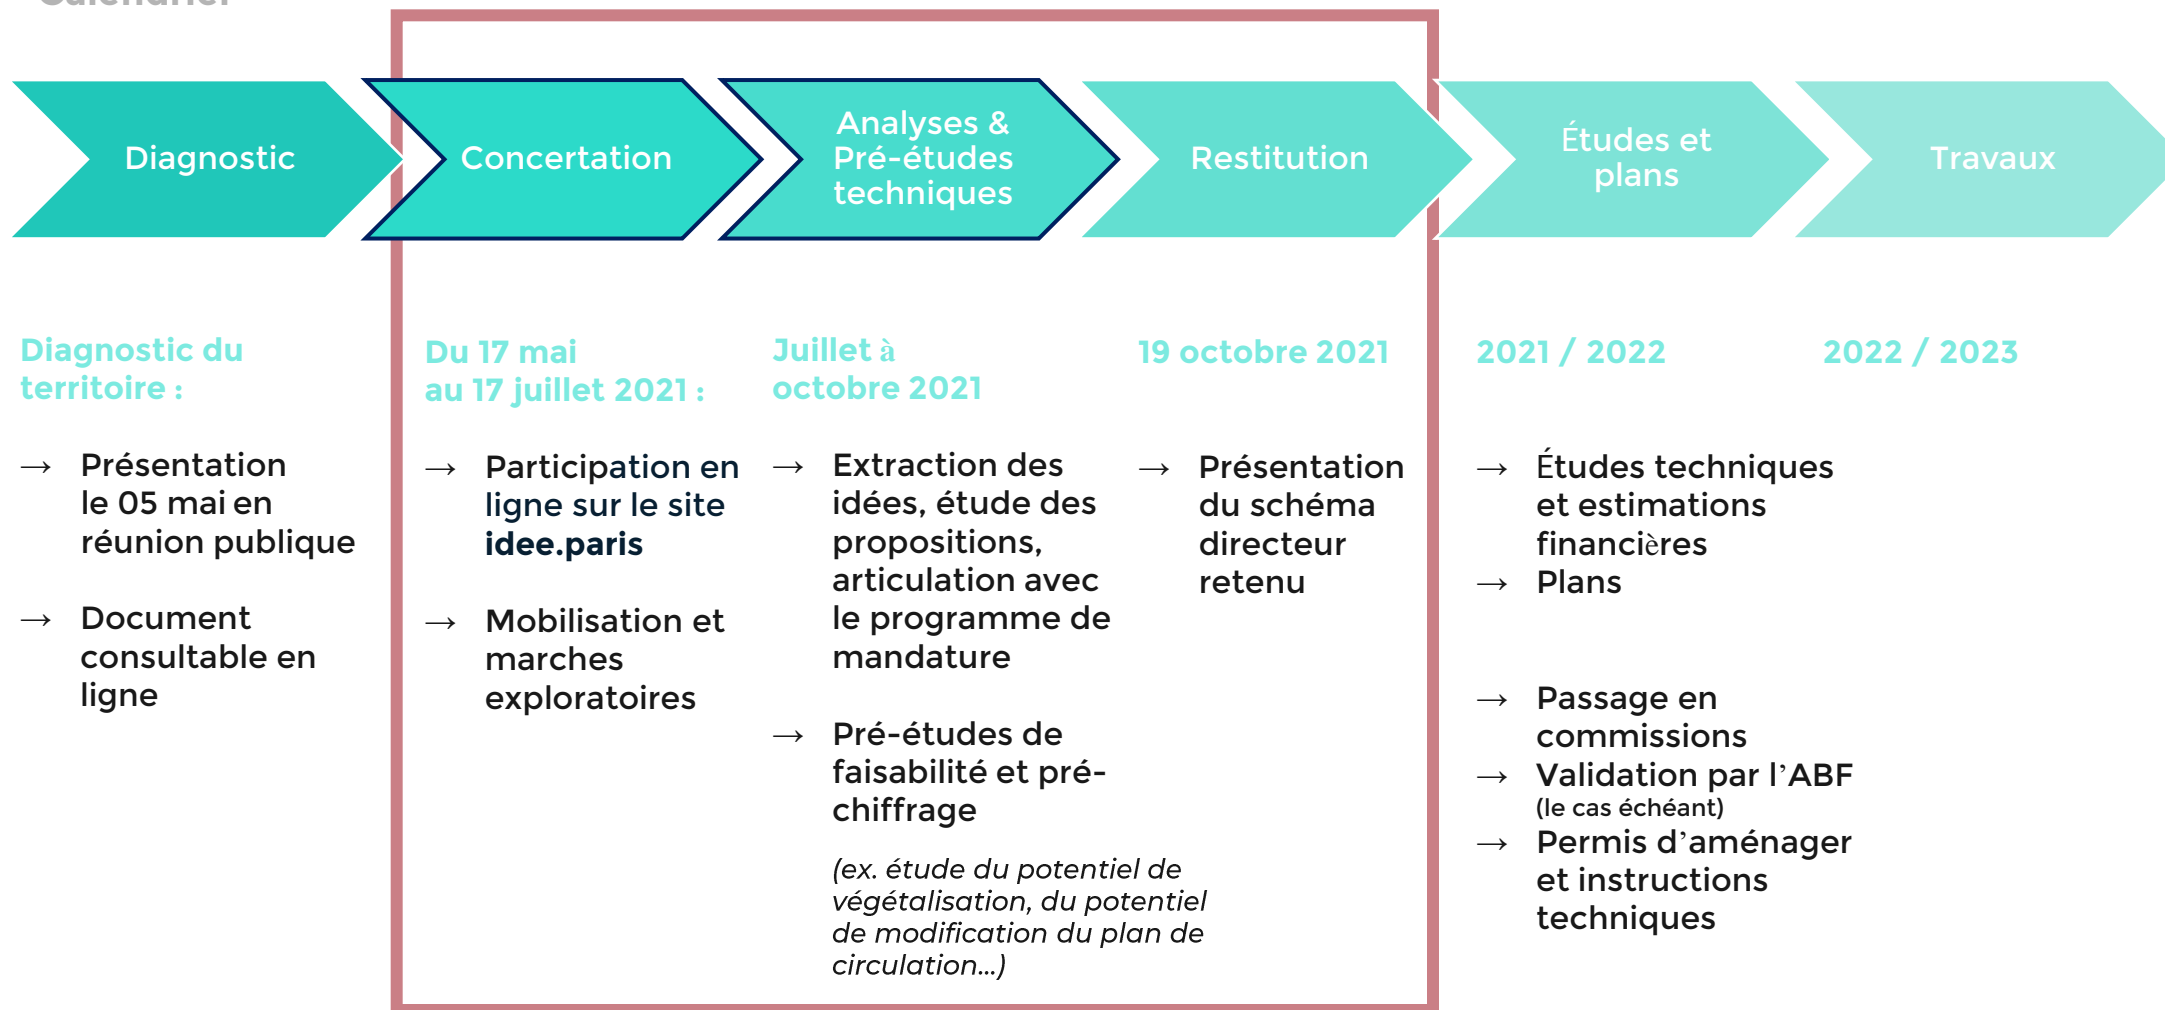 Calendrier
Diagnostic
Concertation
Analyses &
Pré-études
techniques
Restitution
Études et
plans
Travaux
Diagnostic du
territoire :
→ Présentation
le 05 mai en
réunion publique
→ Document
consultable en
ligne
Du 17 mai
au 17 juillet 2021 :
→ Participation en
ligne sur le site
idee.paris
→ Mobilisation et
marches
exploratoires
Juillet à
octobre 2021
→ Extraction des
idées, étude des
propositions,
articulation avec
le programme de
mandature
→ Pré-études de
faisabilité et pré-
chiffrage
(ex. étude du potentiel de
végétalisation, du potentiel
de modification du plan de
circulation...)
19 octobre 2021
→ Présentation
du schéma
directeur
retenu
2021 / 2022
→ Études techniques
et estimations
financières
→ Plans
→ Passage en
commissions
→ Validation par l’ABF
(le cas échéant)
→ Permis d’aménager
et instructions
techniques
2022 / 2023